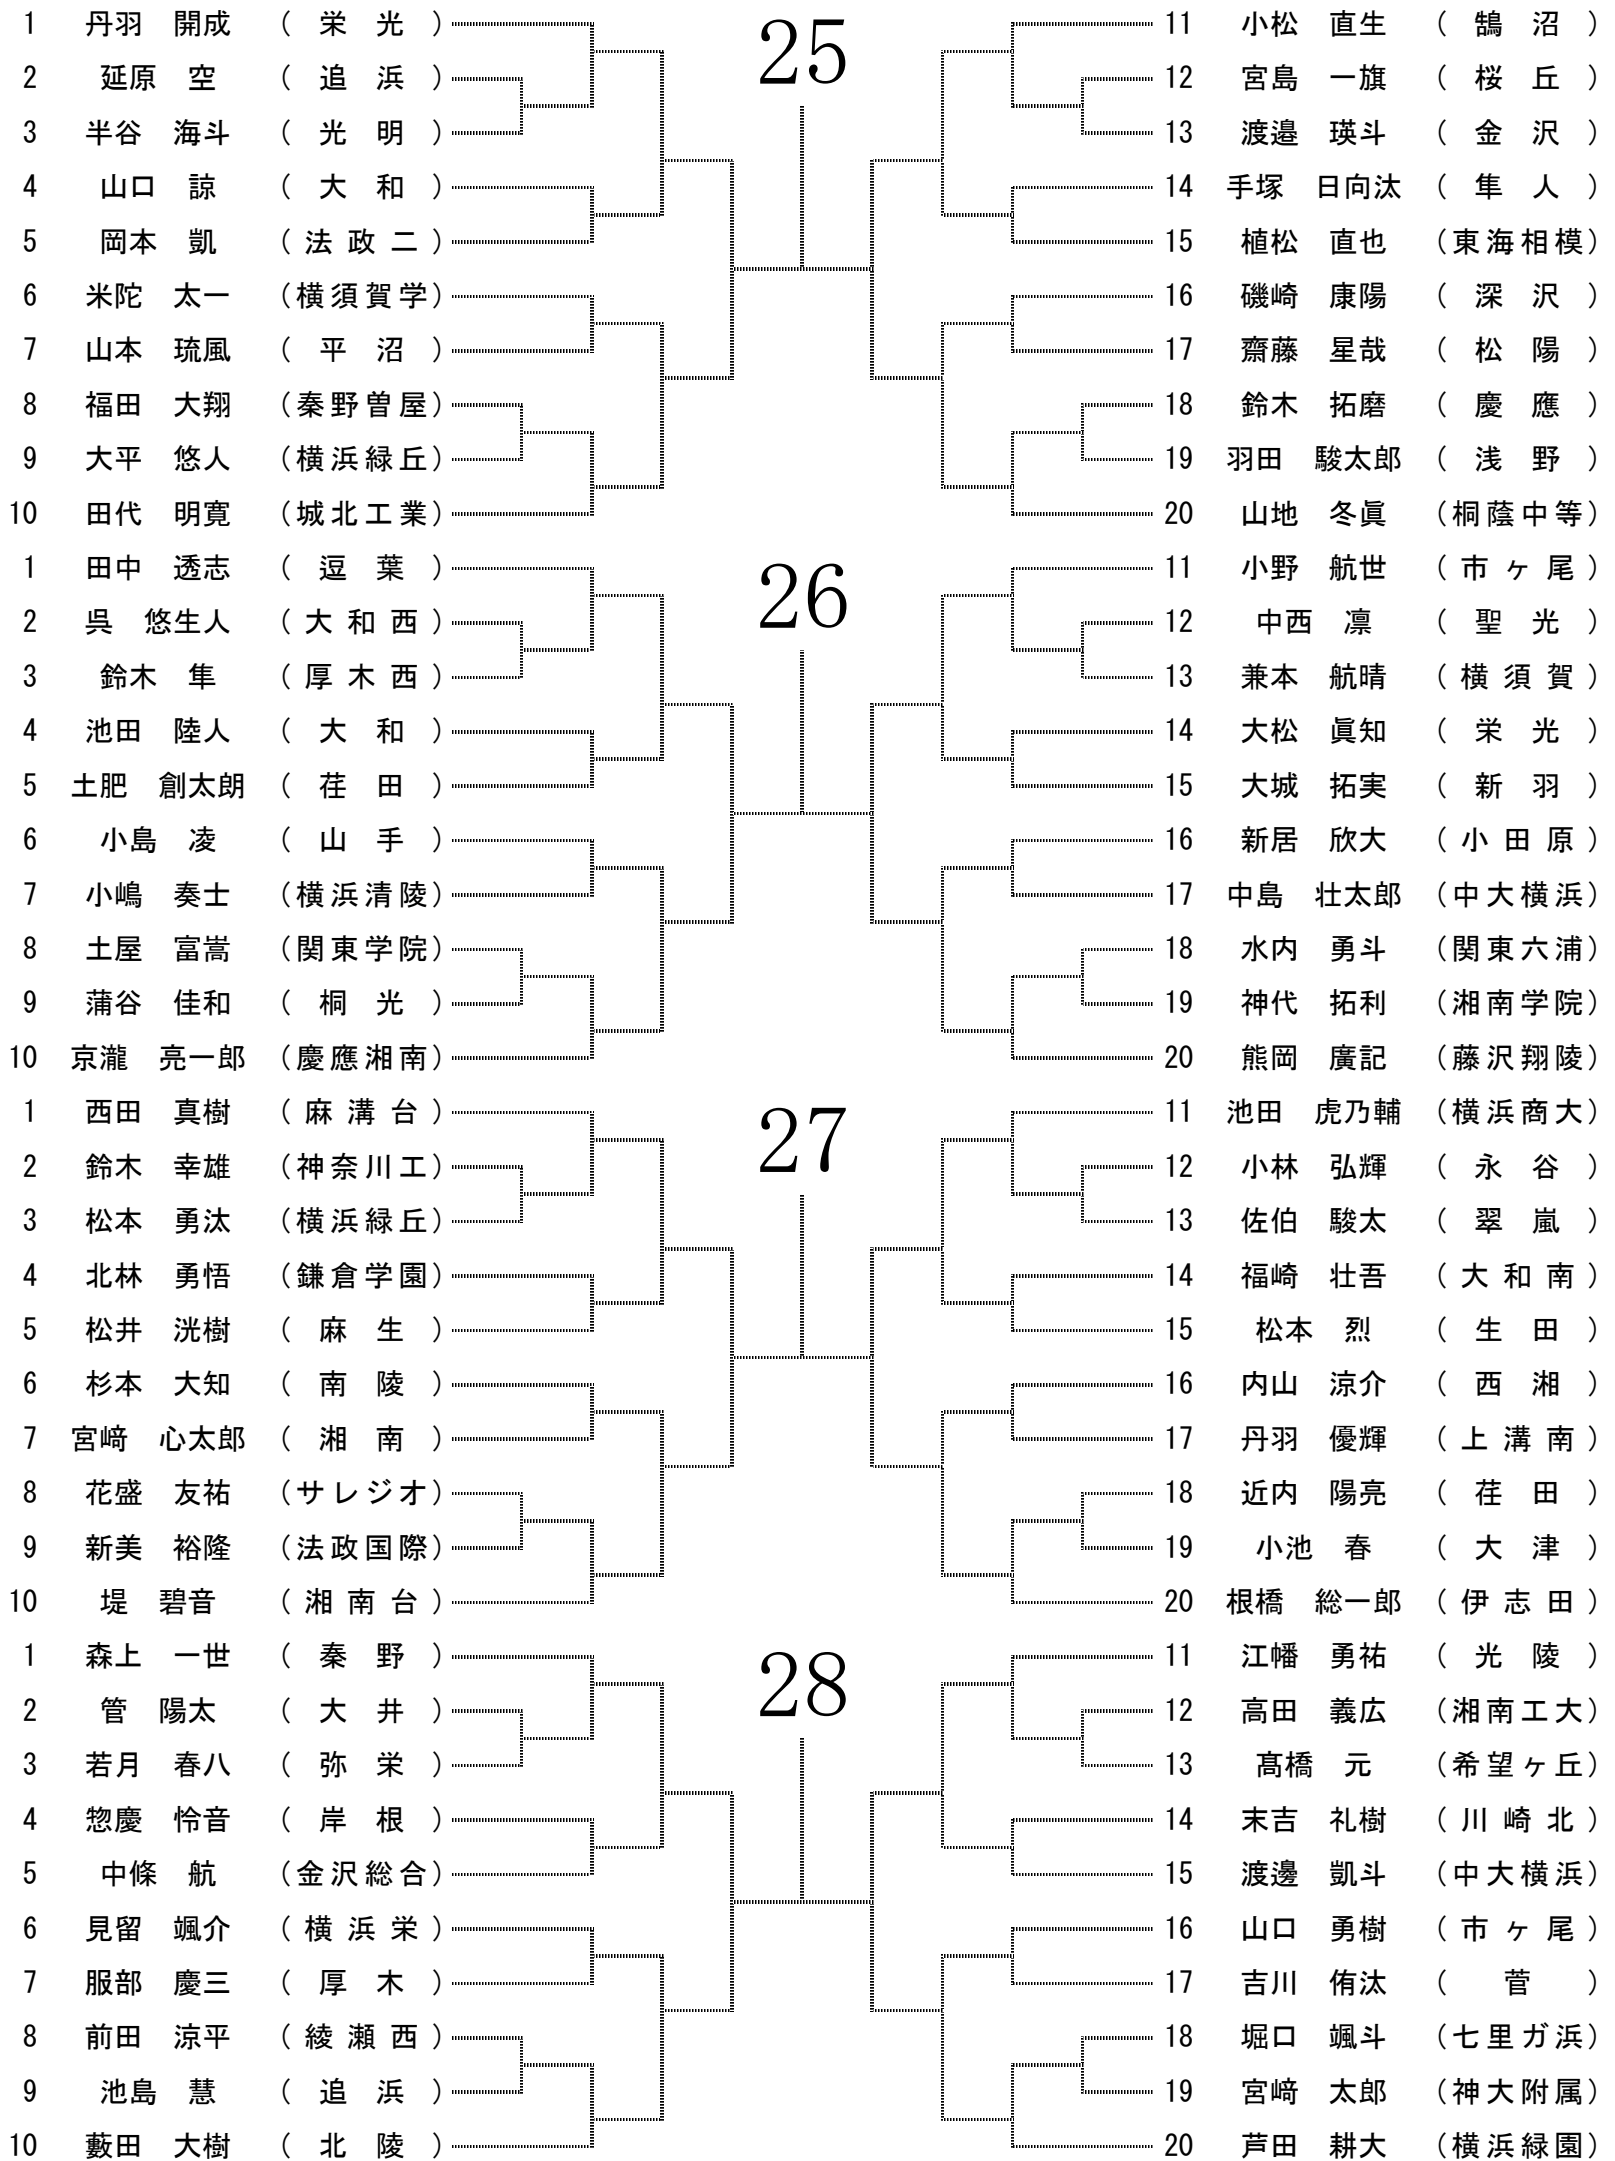 25
1 丹羽 開成 ( 栄 光 )
2 延原 空 ( 追 浜 )
3 半谷 海斗 ( 光 明 )
4 山口 諒 ( 大 和 )
5 岡本 凱 ( 法 政 二 )
6 米陀 太一 (横須賀学)
7 山本 琉風 ( 平 沼 )
8 福田 大翔 (秦野曽屋)
9 大平 悠人 (横浜緑丘)
10 田代 明寛 (城北工業)
11 小松 直生 ( 鵠 沼 )
12 宮島 一旗 ( 桜 丘 )
13 渡邉 瑛斗 ( 金 沢 )
14 手塚 日向汰 ( 隼 人 )
15 植松 直也 (東海相模)
16 磯崎 康陽 ( 深 沢 )
17 齋藤 星哉 ( 松 陽 )
18 鈴木 拓磨 ( 慶 應 )
19 羽田 駿太郎 ( 浅 野 )
20 山地 冬眞 (桐蔭中等)
26
1 田中 透志 ( 逗 葉 )
2 呉 悠生人 ( 大 和 西 )
3 鈴木 隼 ( 厚 木 西 )
4 池田 陸人 ( 大 和 )
5 土肥 創太朗 ( 荏 田 )
6 小島 凌 ( 山 手 )
7 小嶋 奏士 (横浜清陵)
8 土屋 富嵩 (関東学院)
9 蒲谷 佳和 ( 桐 光 )
10 京瀧 亮一郎 (慶應湘南)
11 小野 航世 ( 市 ヶ 尾 )
12 中西 凛 ( 聖 光 )
13 兼本 航晴 ( 横 須 賀 )
14 大松 眞知 ( 栄 光 )
15 大城 拓実 ( 新 羽 )
16 新居 欣大 ( 小 田 原 )
17 中島 壮太郎 (中大横浜)
18 水内 勇斗 (関東六浦)
19 神代 拓利 (湘南学院)
20 熊岡 廣記 (藤沢翔陵)
27
1 西田 真樹 ( 麻 溝 台 )
2 鈴木 幸雄 (神奈川工)
3 松本 勇汰 (横浜緑丘)
4 北林 勇悟 (鎌倉学園)
5 松井 洸樹 ( 麻 生 )
6 杉本 大知 ( 南 陵 )
7 宮﨑 心太郎 ( 湘 南 )
8 花盛 友祐 (サレジオ)
9 新美 裕隆 (法政国際)
10 堤 碧音 ( 湘 南 台 )
11 池田 虎乃輔 (横浜商大)
12 小林 弘輝 ( 永 谷 )
13 佐伯 駿太 ( 翠 嵐 )
14 福崎 壮吾 ( 大 和 南 )
15 松本 烈 ( 生 田 )
16 内山 涼介 ( 西 湘 )
17 丹羽 優輝 ( 上 溝 南 )
18 近内 陽亮 ( 荏 田 )
19 小池 春 ( 大 津 )
20 根橋 総一郎 ( 伊 志 田 )
28
1 森上 一世 ( 秦 野 )
2 管 陽太 ( 大 井 )
3 若月 春八 ( 弥 栄 )
4 惣慶 怜音 ( 岸 根 )
5 中條 航 (金沢総合)
6 見留 颯介 ( 横 浜 栄 )
7 服部 慶三 ( 厚 木 )
8 前田 涼平 ( 綾 瀬 西 )
9 池島 慧 ( 追 浜 )
10 藪田 大樹 ( 北 陵 )
11 江幡 勇祐 ( 光 陵 )
12 高田 義広 (湘南工大)
13 髙橋 元 (希望ヶ丘)
14 末吉 礼樹 ( 川 崎 北 )
15 渡邊 凱斗 (中大横浜)
16 山口 勇樹 ( 市 ヶ 尾 )
17 吉川 侑汰 ( 菅 )
18 堀口 颯斗 (七里ガ浜)
19 宮﨑 太郎 (神大附属)
20 芦田 耕大 (横浜緑園)